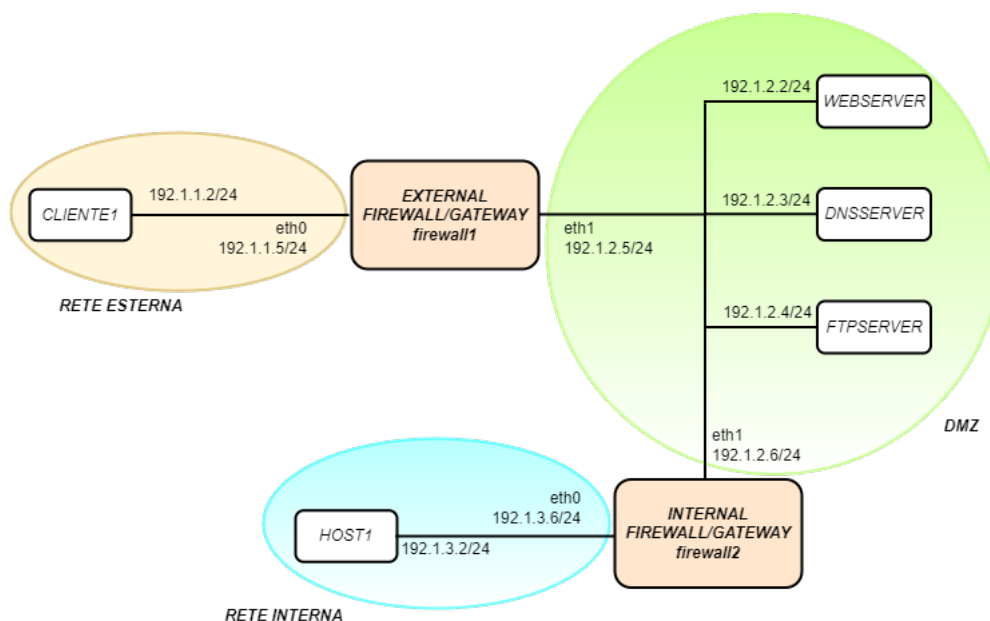 192.1.2.2/24
WEBSERVER
EXTERNAL
FIREWALL/GATEWAY
firewall1
192.1.1.2/24
CLIENTE1
eth0
192.1.1.5/24
eth1
192.1.2.5/24
192.1.2.3/24
DNSSERVER
RETE ESTERNA
192.1.2.4/24
FTPSERVER
DMZ
eth1
192.1.2.6/24
eth0
192.1.3.6/24
HOST1
192.1.3.2/24
INTERNAL
FIREWALL/GATEWAY
firewall2
RETE INTERNA